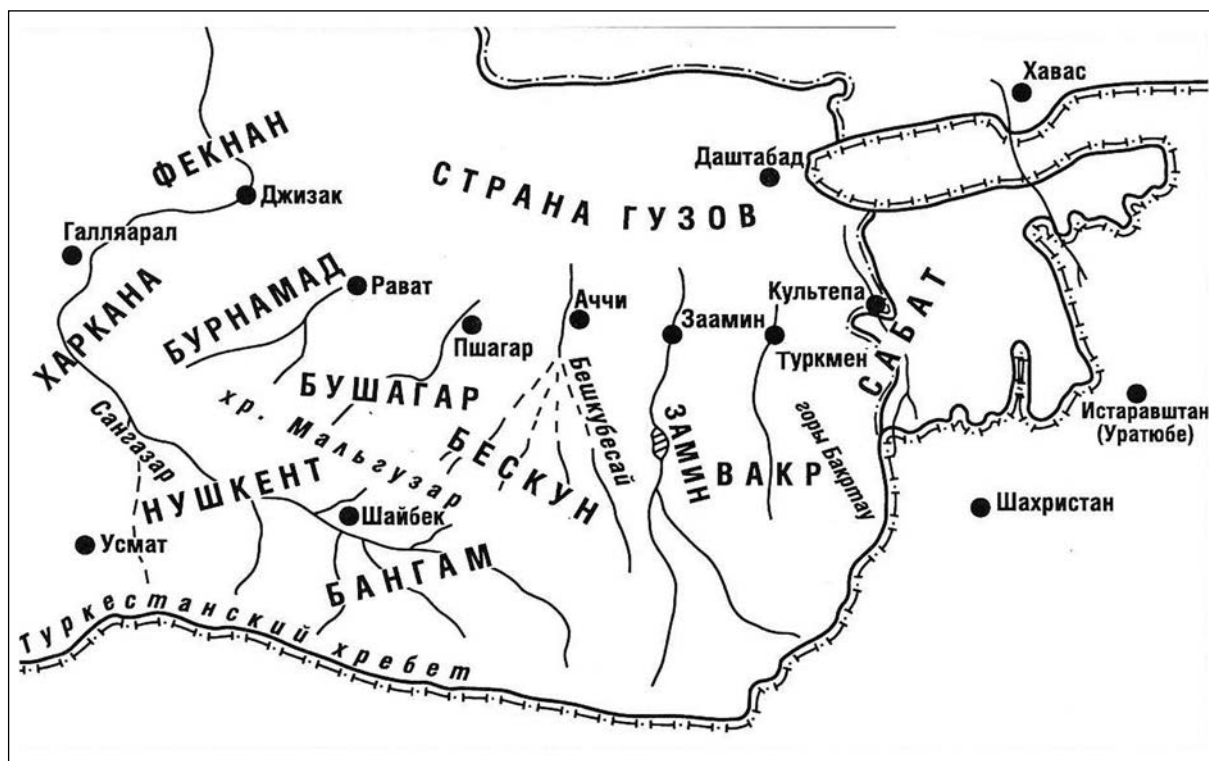 Хавас
ФЕКНАН
Даштабад
СТРАНА ГУЗОВ
Джизак
Галляарал
ХАРКАНА
БУРНАМАД
Рават
Аччи
Заамин
Культепа
САБАТ
Пшагар
Туркмен
БУШАГАР
Бешкубесай
хр. Мальгузар
Истаравштан
(Уратюбе)
Сангазар
БЕСКУН
ЗАМИН
ВАКР
горы Бакртау
НУШКЕНТ
Шайбек
Шахристан
Усмат
БАНГАМ
Туркестанский хребет